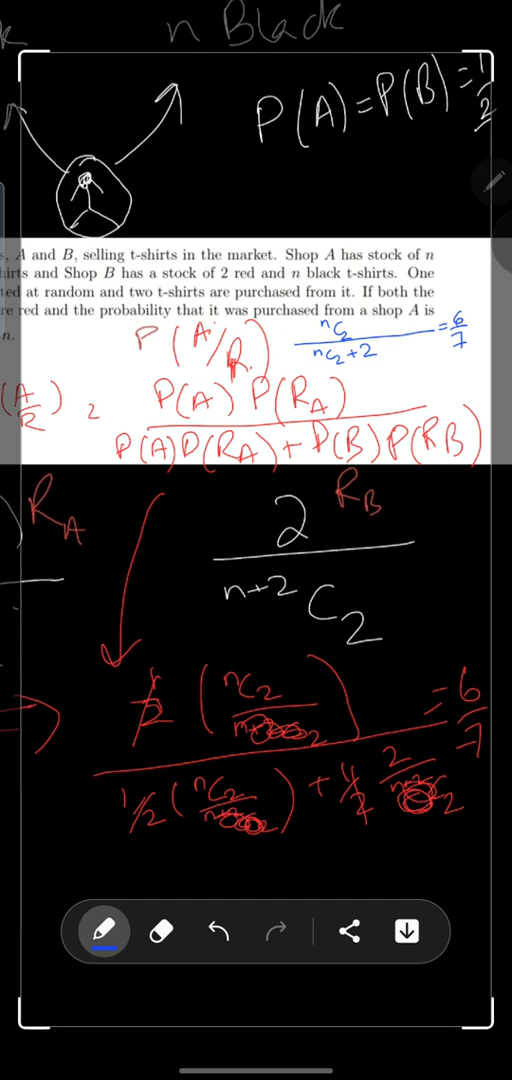 n Black
P(A)=P(B)=1/2
, A and B, selling t-shirts in the market. Shop A has stock of n
hirts and Shop B has a stock of 2 red and n black t-shirts. One
ted at random and two t-shirts are purchased from it. If both the
re red and the probability that it was purchased from a shop A is
n.
P(A/R) nC2/nC2+2 =6/7
(A/R) = P(A) P(RA)/P(A)P(RA)+P(B)P(RB)
RA RB
2/n+2C2
(nC2/ 2) =6/7
1/2(nC2/ ) + 1/2 2/ 2